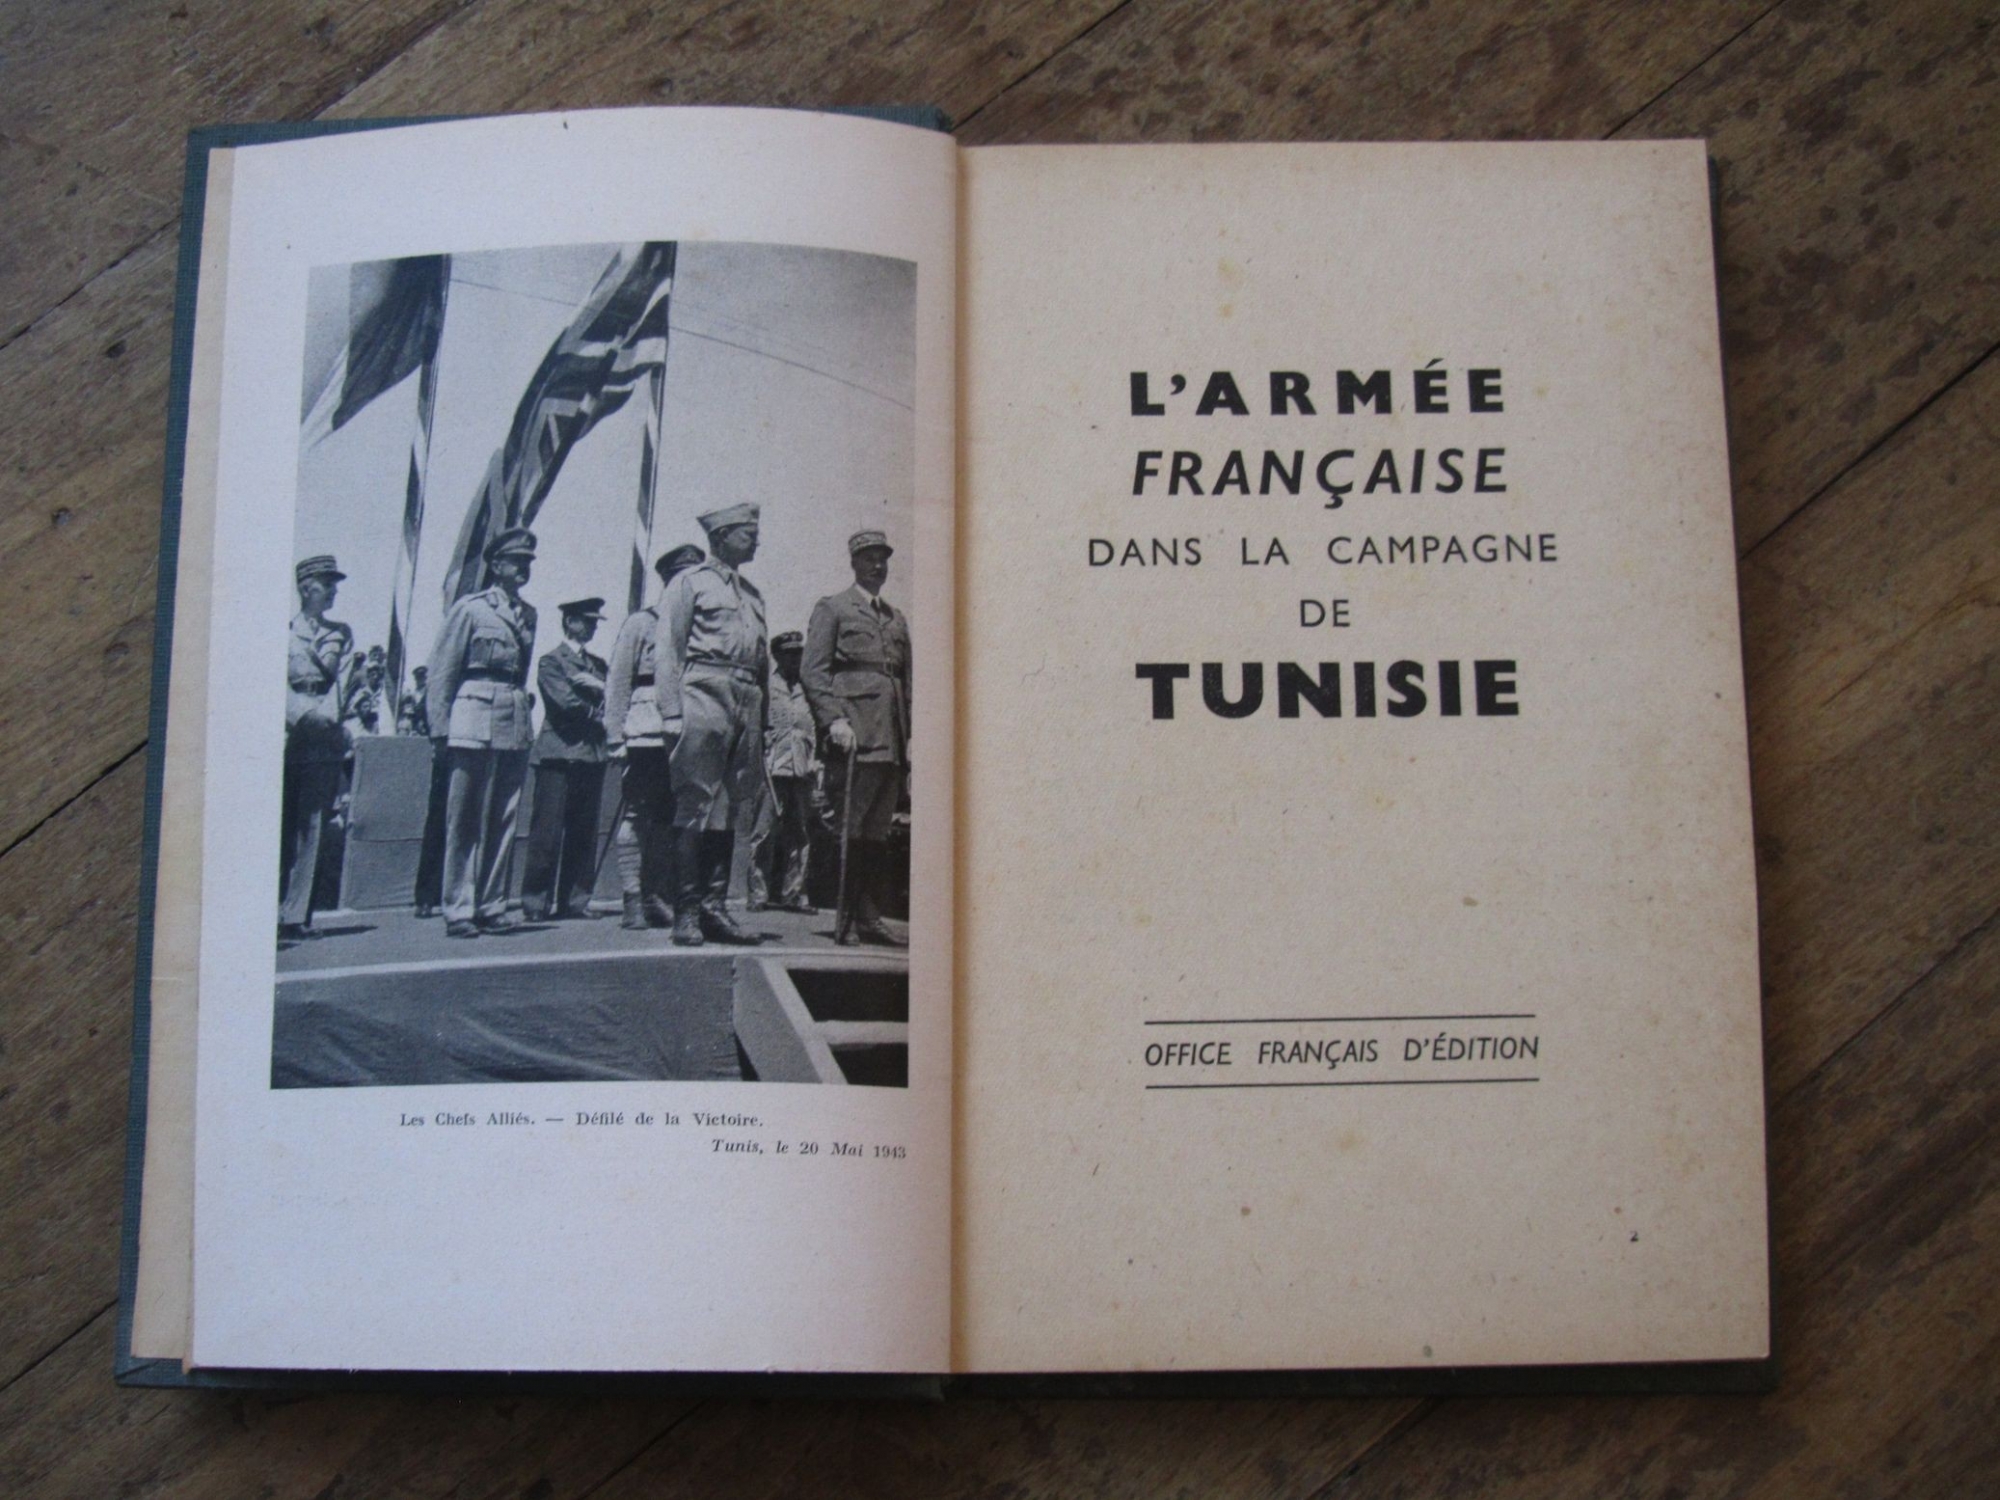 Les Chefs Alliés. — Défilé de la Victoire.
Tunis, le 20 Mai 1943
L'ARMÉE
FRANÇAISE
DANS LA CAMPAGNE
DE
TUNISIE
OFFICE FRANÇAIS D'ÉDITION
2